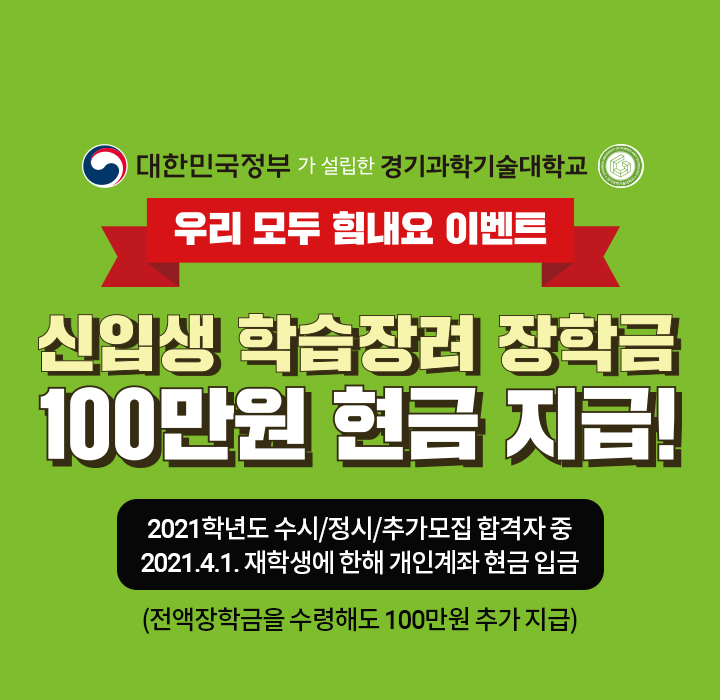 대한민국정부 가 설립한 경기과학기술대학교
우리 모두 힘내요 이벤트
신입생 학습장려 장학금
100만원 현금 지급!
2021학년도 수시/정시/추가모집 합격자 중
2021.4.1. 재학생에 한해 개인계좌 현금 입금
(전액장학금을 수령해도 100만원 추가 지급)